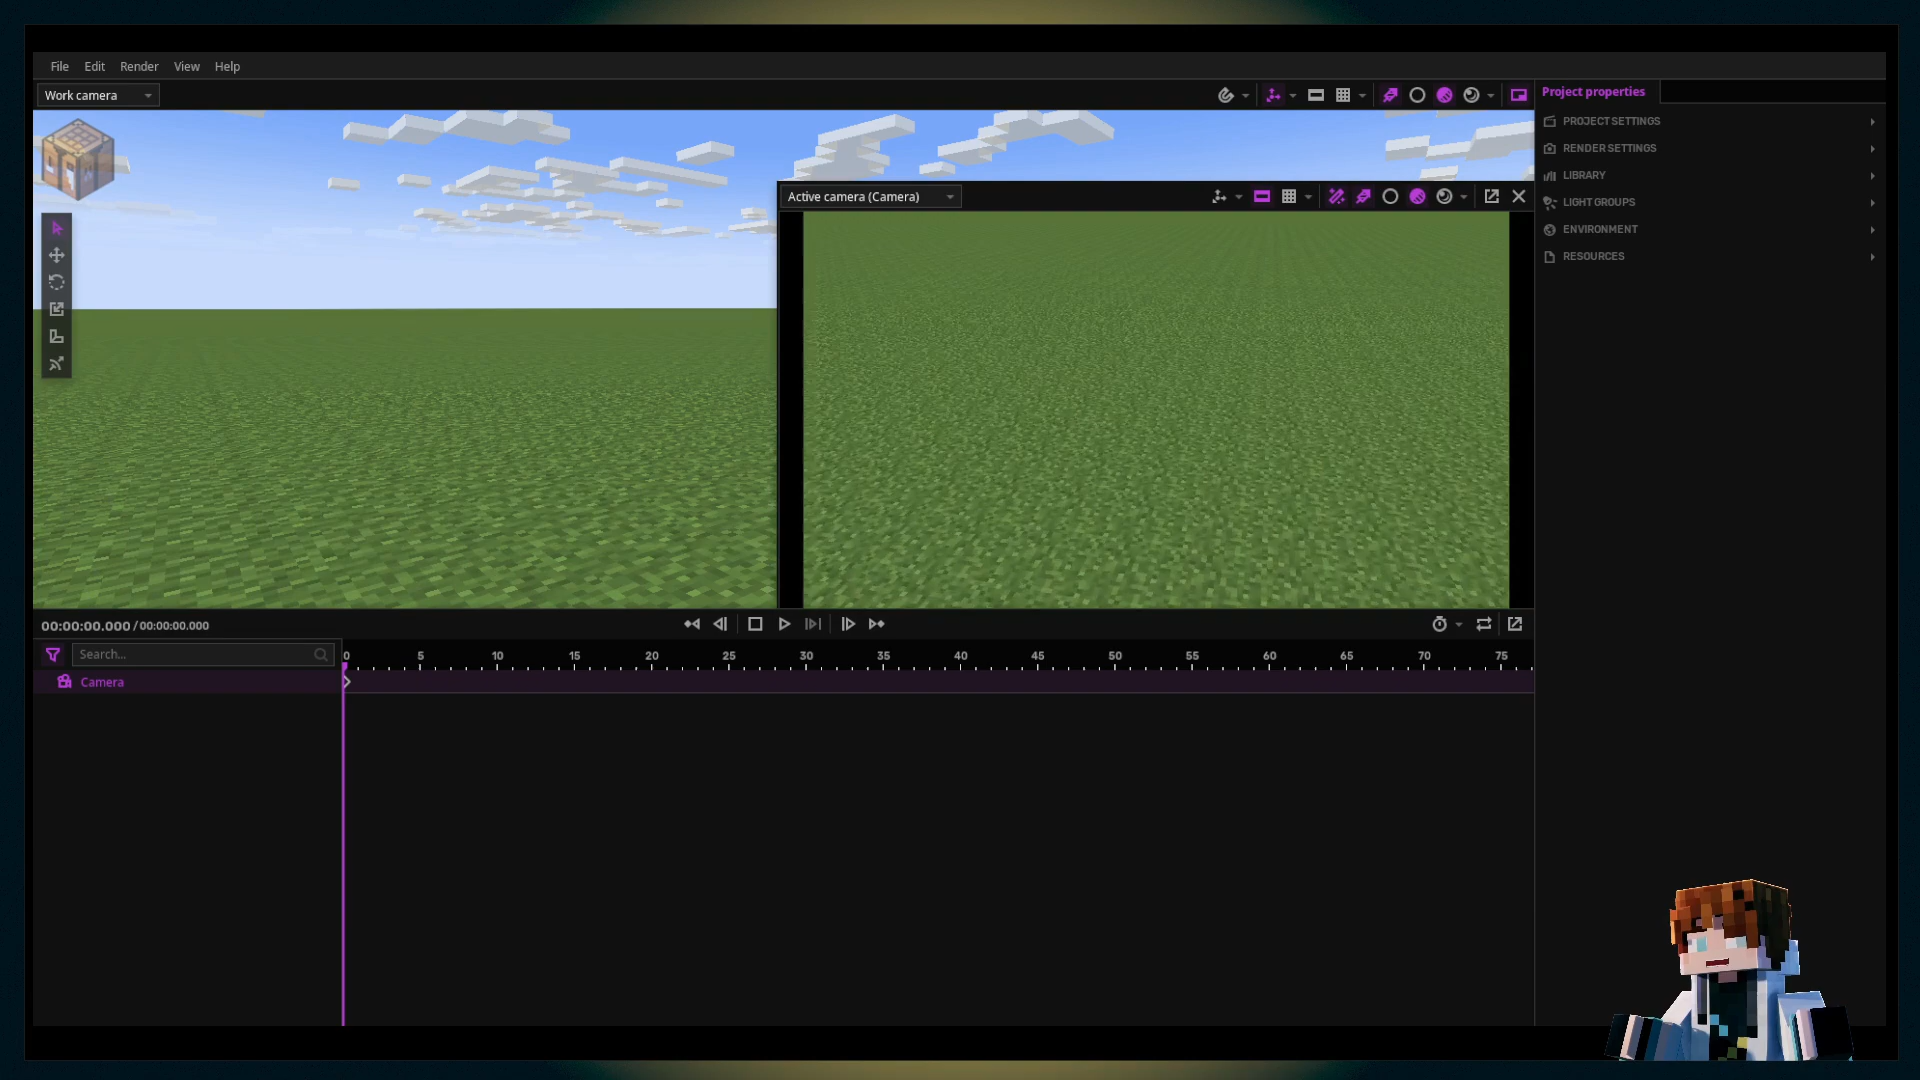 File Edit Render View Help
Work camera
Project properties
PROJECT SETTINGS
RENDER SETTINGS
LIBRARY
LIGHT GROUPS
ENVIRONMENT
RESOURCES
Active camera (Camera)
00:00:00.000 / 00:00:00.000
Search...
0 5 10 15 20 25 30 35 40 45 50 55 60 65 70 75
Camera